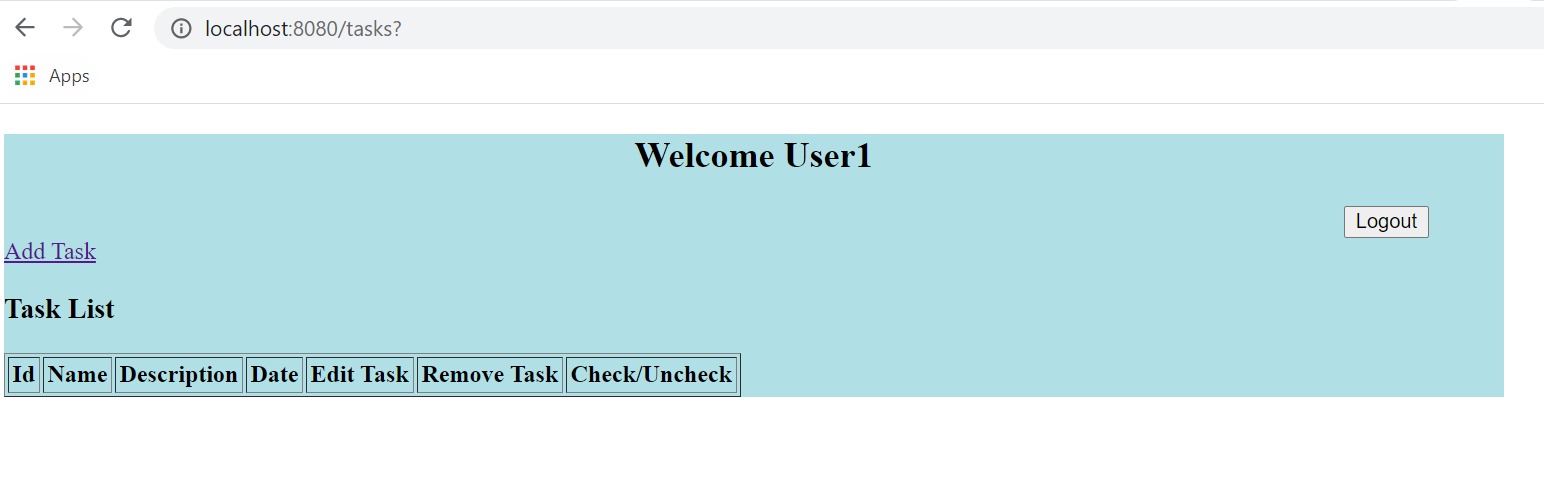 localhost:8080/tasks?
Apps
Welcome User1
Logout
Add Task
Task List
Id Name Description Date Edit Task Remove Task Check/Uncheck